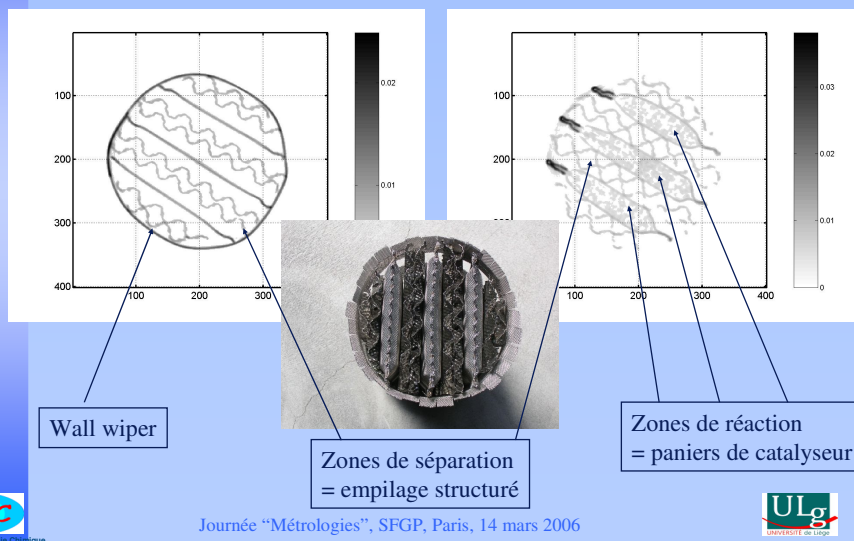 0.02
0.01
100
200
300
400
100
200
300
0.03
0.02
0.01
0
100
200
300
400
100
200
300
400
Wall wiper
Zones de séparation
= empilage structuré
Zones de réaction
= paniers de catalyseur
Journée “Métrologies”, SFGP, Paris, 14 mars 2006
C
ULg
UNIVERSITÉ de Liège